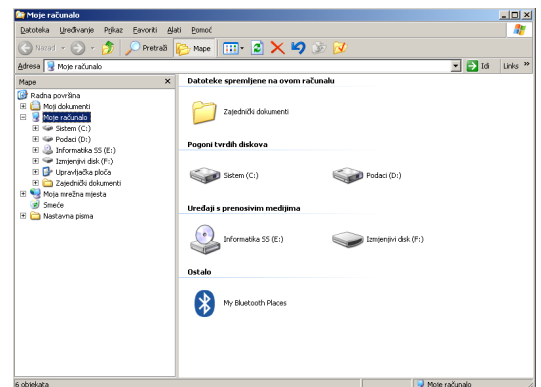 Moje računalo
Datoteka Uređivanje Prikaz Favoriti Alati Pomoć
Nazad Pretraži Mape
Adresa Moje računalo Idi Links »
Mape
Radna površina
Moji dokumenti
Moje računalo
Sistem (C:)
Podaci (D:)
Informatika SS (E:)
Izmjenjivi disk (F:)
Upravljačka ploča
Zajednički dokumenti
Moja mrežna mjesta
Smeće
Nastavna pisma
Datoteke spremljene na ovom računalu
Zajednički dokumenti
Pogoni tvrdih diskova
Sistem (C:) Podaci (D:)
Uređaji s prenosivim medijima
Informatika SS (E:) Izmjenjivi disk (F:)
Ostalo
My Bluetooth Places
6 objekata Moje računalo